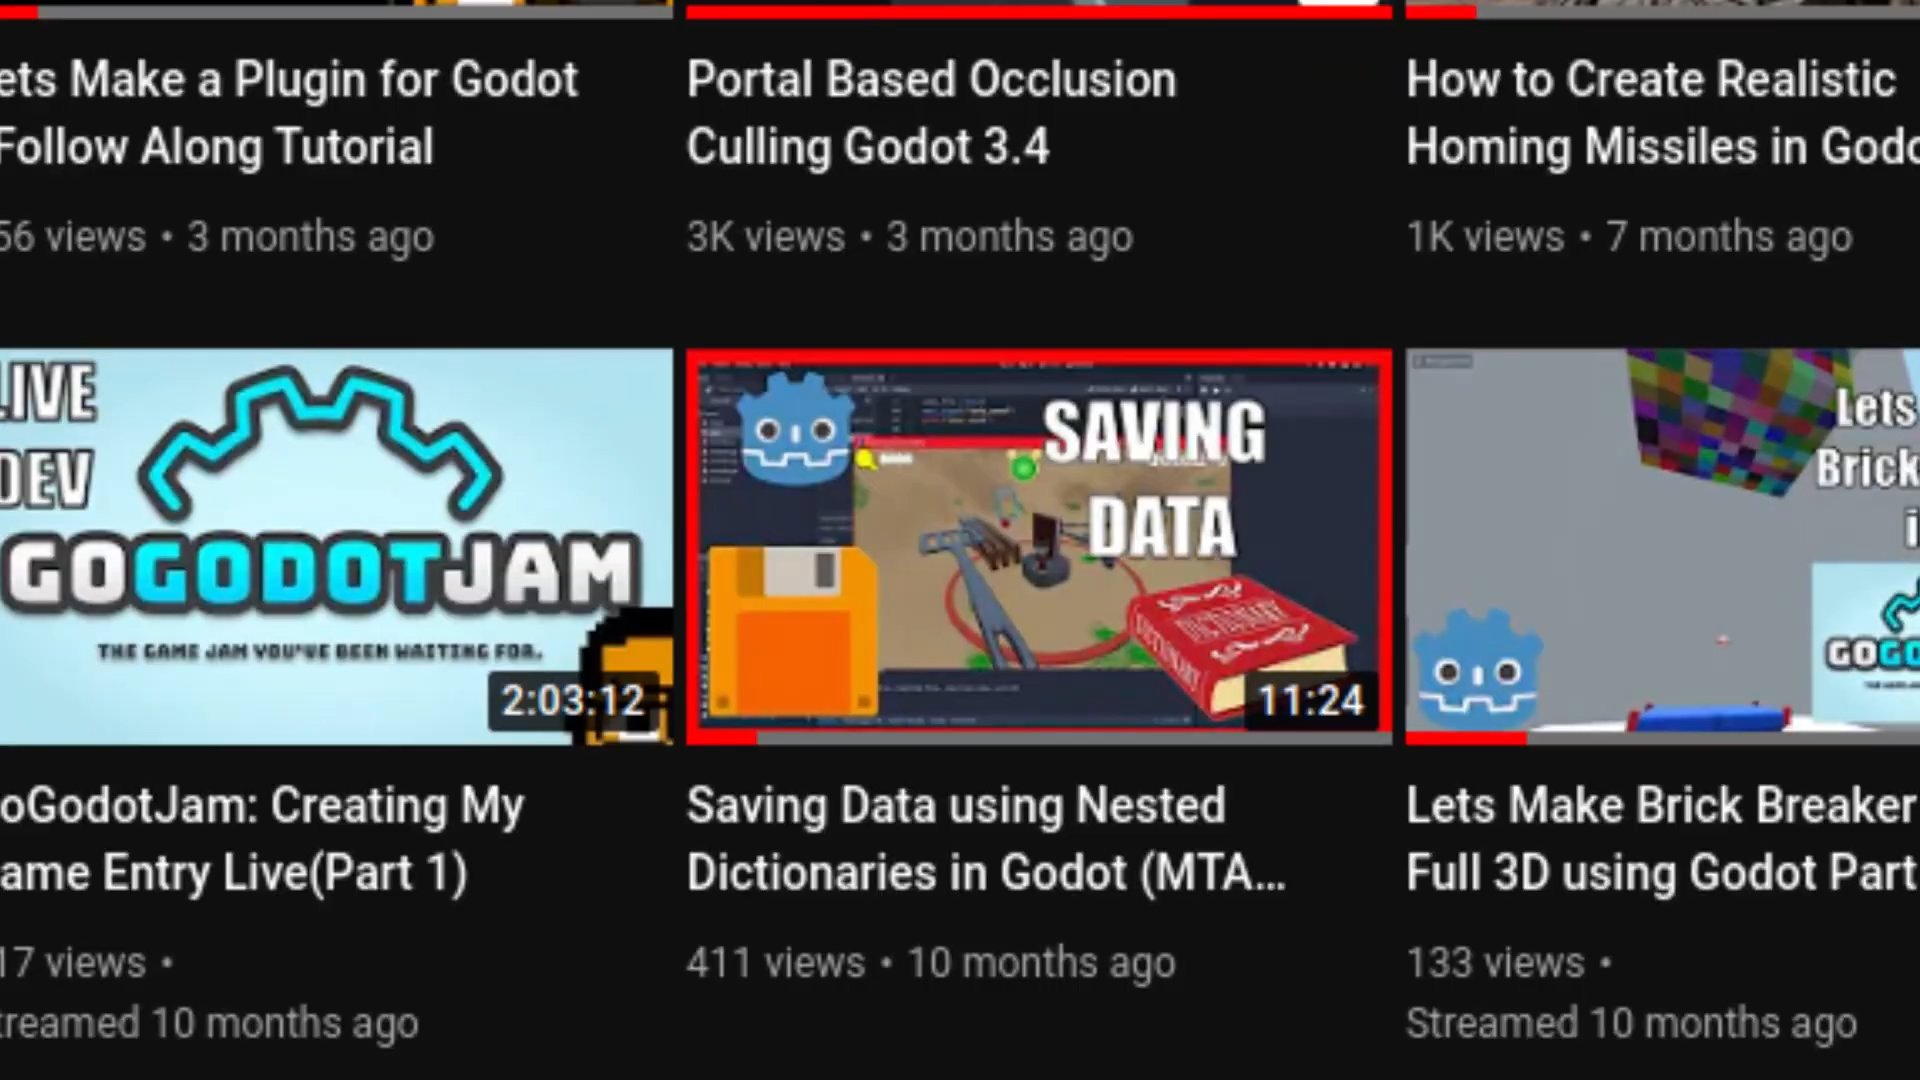 ets Make a Plugin for Godot
Follow Along Tutorial
56 views • 3 months ago
Portal Based Occlusion
Culling Godot 3.4
3K views • 3 months ago
How to Create Realistic
Homing Missiles in Godo
1K views • 7 months ago
LIVE
DEV
GOGODOTJAM
THE GAME JAM YOU'VE BEEN WAITING FOR.
2:03:12
oGodotJam: Creating My
ame Entry Live(Part 1)
17 views •
treamed 10 months ago
SAVING
DATA
DICTIONARY
DICTIONARY
11:24
Saving Data using Nested
Dictionaries in Godot (MTA...
411 views • 10 months ago
Lets
Brick
i
GOGO
Lets Make Brick Breaker
Full 3D using Godot Part
133 views •
Streamed 10 months ago